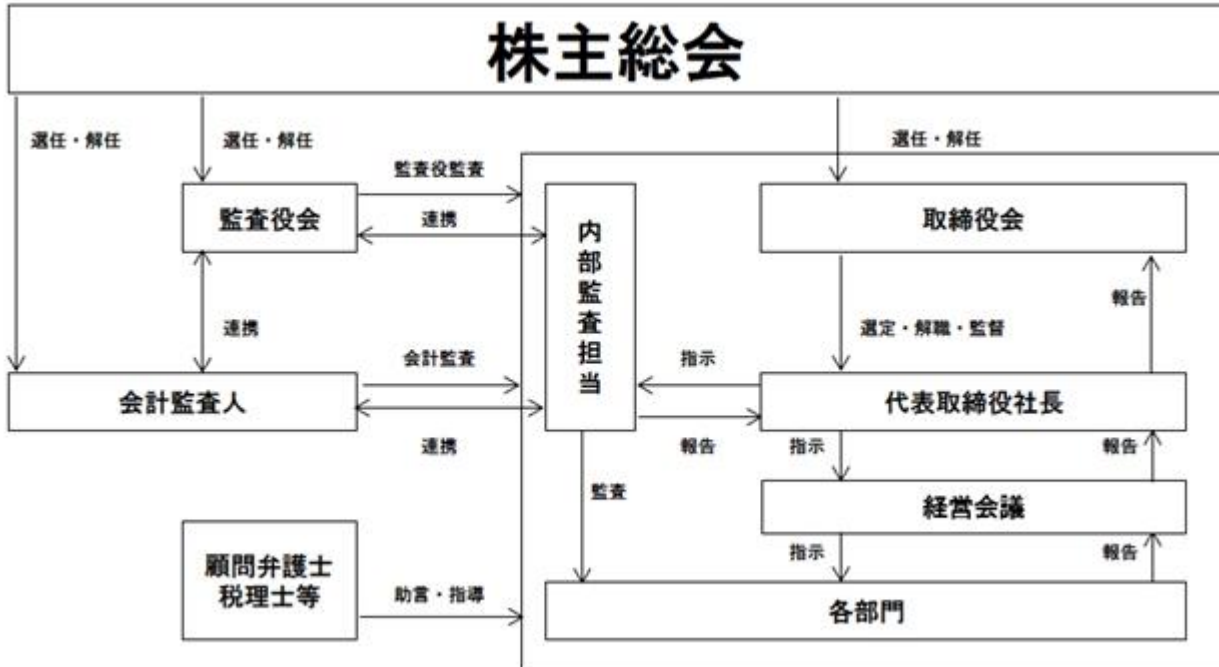 株主総会
選任・解任
選任・解任
選任・解任
監査役監査
監査役会
連携
内部監査担当
取締役会
報告
連携
選定・解職・監督
会計監査
指示
会計監査人
代表取締役社長
連携
報告
指示
報告
監査
経営会議
顧問弁護士
税理士等
指示
報告
助言・指導
各部門